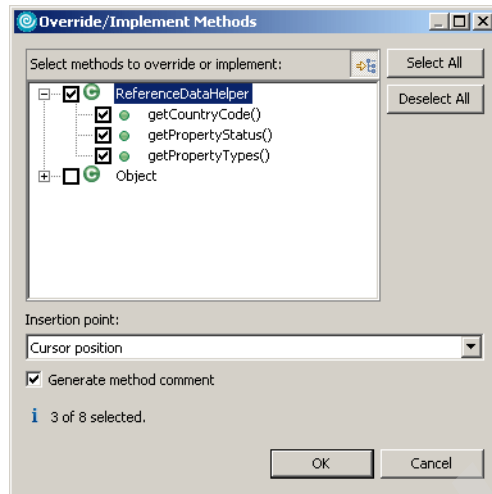 Override/Implement Methods
Select methods to override or implement:
Select All
Deselect All
ReferenceDataHelper
getCountryCode()
getPropertyStatus()
getPropertyTypes()
Object
Insertion point:
Cursor position
Generate method comment
3 of 8 selected.
OK
Cancel